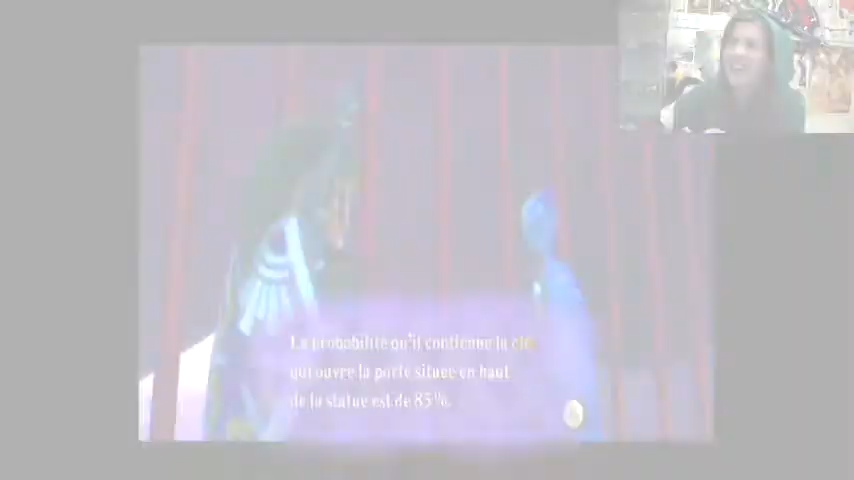 La probabilité qu'il contienne la clé
qui ouvre la porte située en haut
de la statue est de 85%.